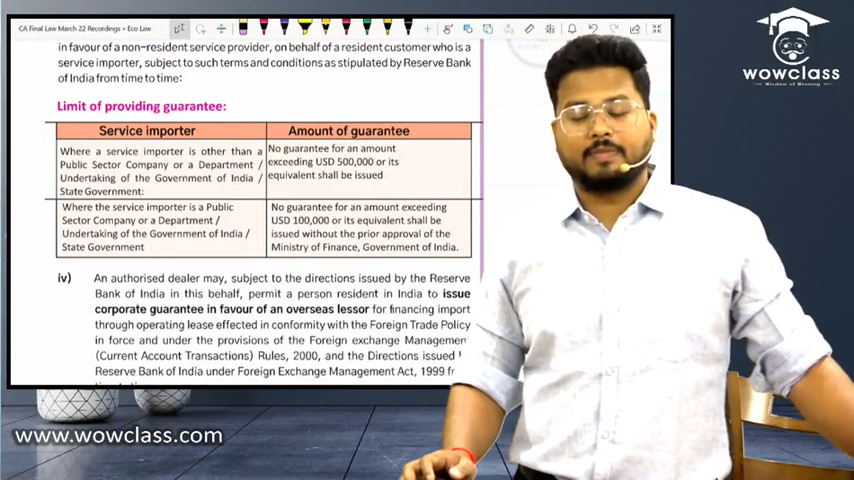 CA Final Law March 22 Recordings = Eco Law
in favour of a non-resident service provider, on behalf of a resident customer who is a
service importer, subject to such terms and conditions as stipulated by Reserve Bank
of India from time to time:
Limit of providing guarantee:
Service importer
Amount of guarantee
Where a service importer is other than a
Public Sector Company or a Department /
Undertaking of the Government of India /
State Government:
No guarantee for an amount
exceeding USD 500,000 or its
equivalent shall be issued
Where the service importer is a Public
Sector Company or a Department /
Undertaking of the Government of India /
State Government
No guarantee for an amount exceeding
USD 100,000 or its equivalent shall be
issued without the prior approval of the
Ministry of Finance, Government of India.
iv) An authorised dealer may, subject to the directions issued by the Reserve
Bank of India in this behalf, permit a person resident in India to issue
corporate guarantee in favour of an overseas lessor for financing import
through operating lease effected in conformity with the Foreign Trade Policy
in force and under the provisions of the Foreign exchange Managemen
(Current Account Transactions) Rules, 2000, and the Directions issued
Reserve Bank of India under Foreign Exchange Management Act, 1999
WOWCLASS
Wisdom of Wow
www.wowclass.com